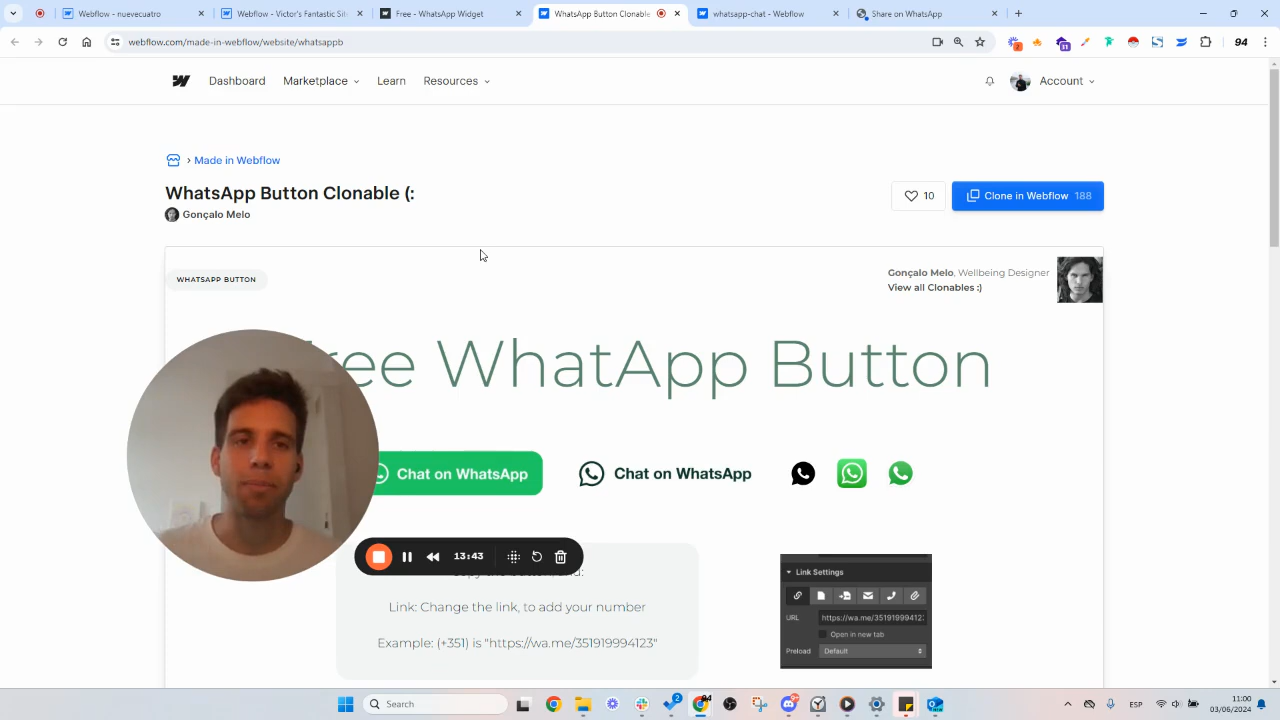 Webflow - nsvecuatro
Webflow - Victor's Fantastic Sit
Free - WhatsApp Widget
WhatsApp Button Clonable
whatsapp-chat - Webflow
Share on WhatsApp
webflow.com/made-in-webflow/website/whatsappb
94
Dashboard
Marketplace
Learn
Resources
Account
› Made in Webflow
WhatsApp Button Clonable (:
Gonçalo Melo
10
Clone in Webflow 188
WHATSAPP BUTTON
Gonçalo Melo, Wellbeing Designer
View all Clonables :)
ree WhatApp Button
Chat on WhatsApp
Chat on WhatsApp
13:43
Link: Change the link, to add your number
Example: (+351) is "https://wa.me/351915994123"
Link Settings
URL
https://wa.me/35191999412
Open in new tab
Preload
Default
Search
94
ESP
11:00
03/06/2024